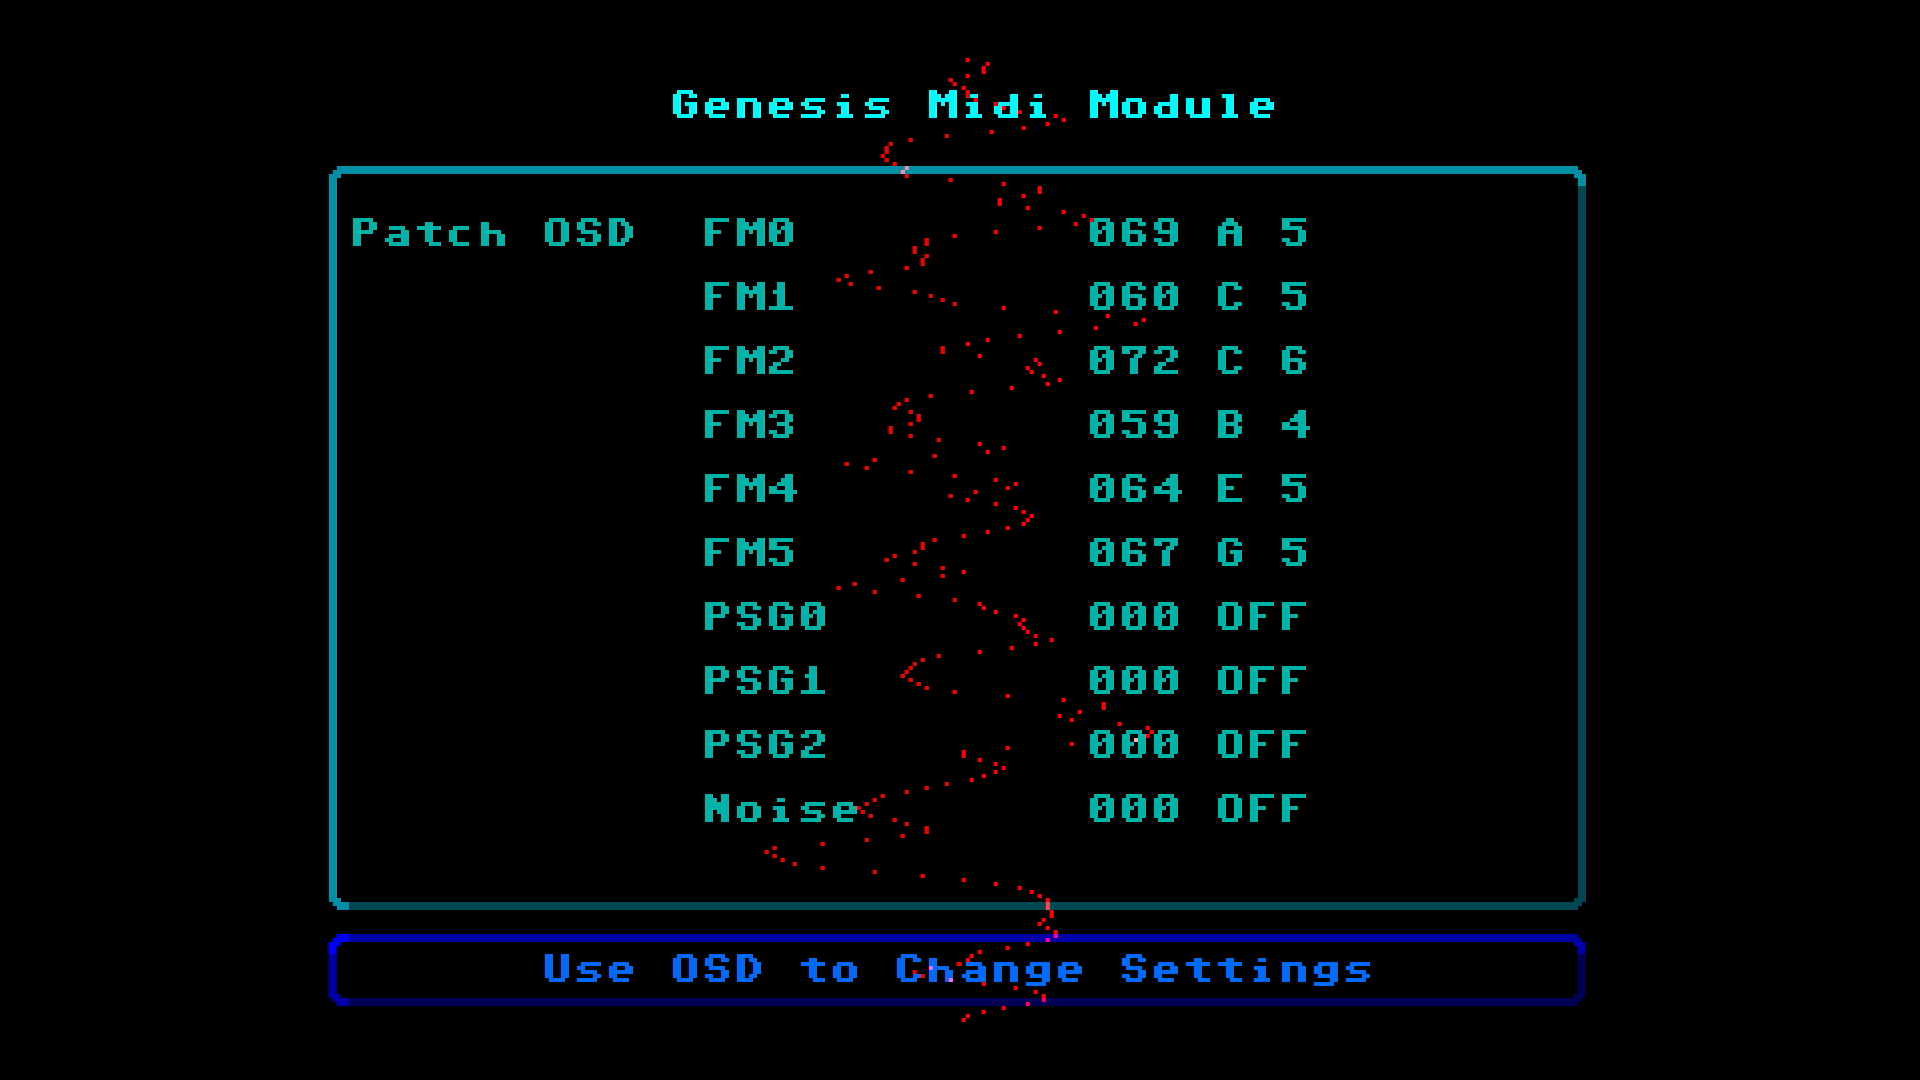 Genesis Midi Module
Patch OSD FM0 069 A 5
FM1 060 C 5
FM2 072 C 6
FM3 059 B 4
FM4 064 E 5
FM5 067 G 5
PSG0 000 OFF
PSG1 000 OFF
PSG2 000 OFF
Noise 000 OFF
Use OSD to Change Settings